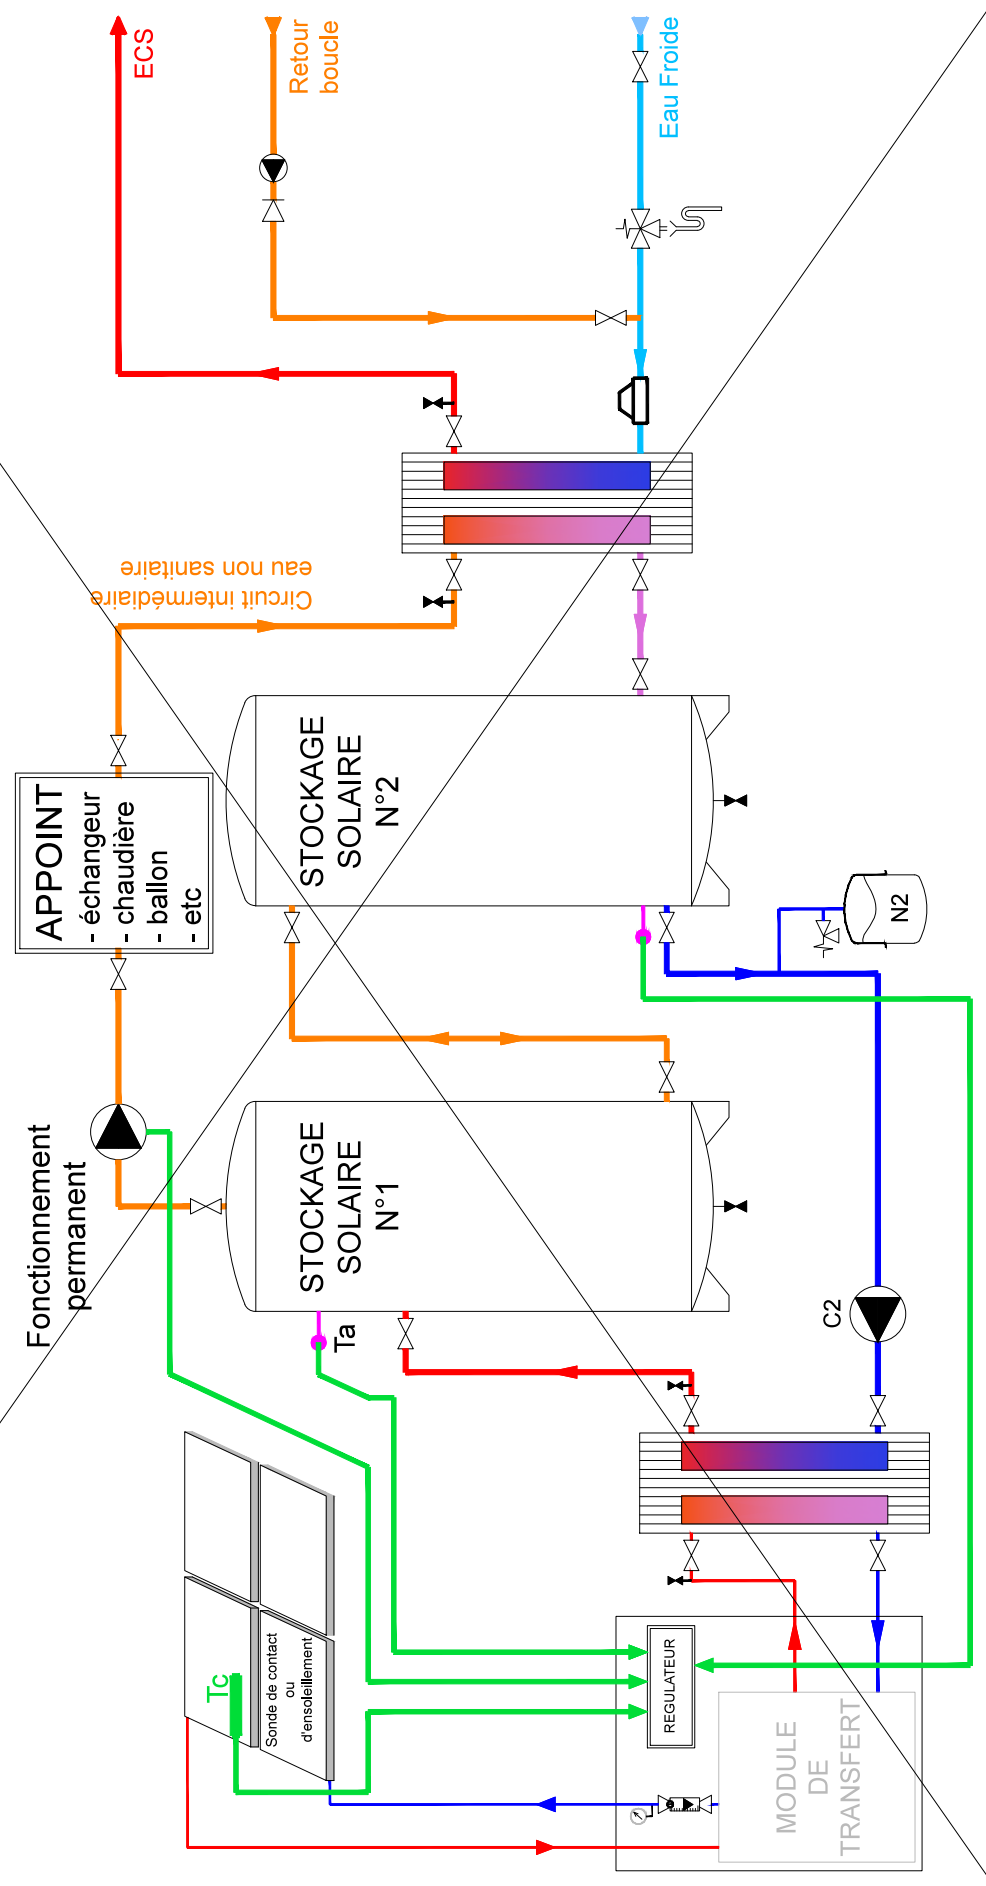 ECS
Retour
boucle
Eau Froide
Circuit intermédiaire
eau non sanitaire
APPOINT
- échangeur
- chaudière
- ballon
- etc
STOCKAGE
SOLAIRE
N°2
N2
Fonctionnement
permanent
STOCKAGE
SOLAIRE
N°1
Ta
C2
Tc
Sonde de contact
ou
d'ensoleillement
REGULATEUR
MODULE
DE
TRANSFERT